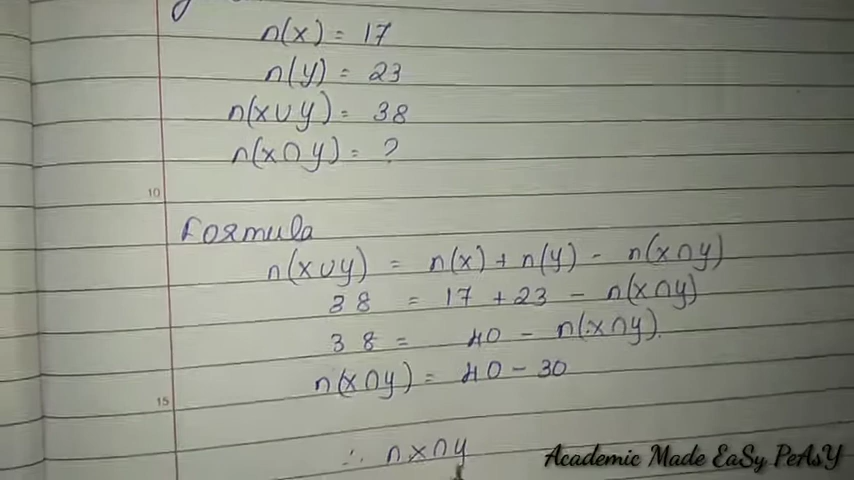 n(x) = 17
n(y) = 23
n(x∪y) = 38
n(x∩y) = ?
10
Formula
n(x∪y) = n(x) + n(y) - n(x∩y)
38 = 17 + 23 - n(x∩y)
38 = 40 - n(x∩y).
n(x∩y) = 40 - 30
15
∴ n x∩y
Academic Made EaSy PeAsY